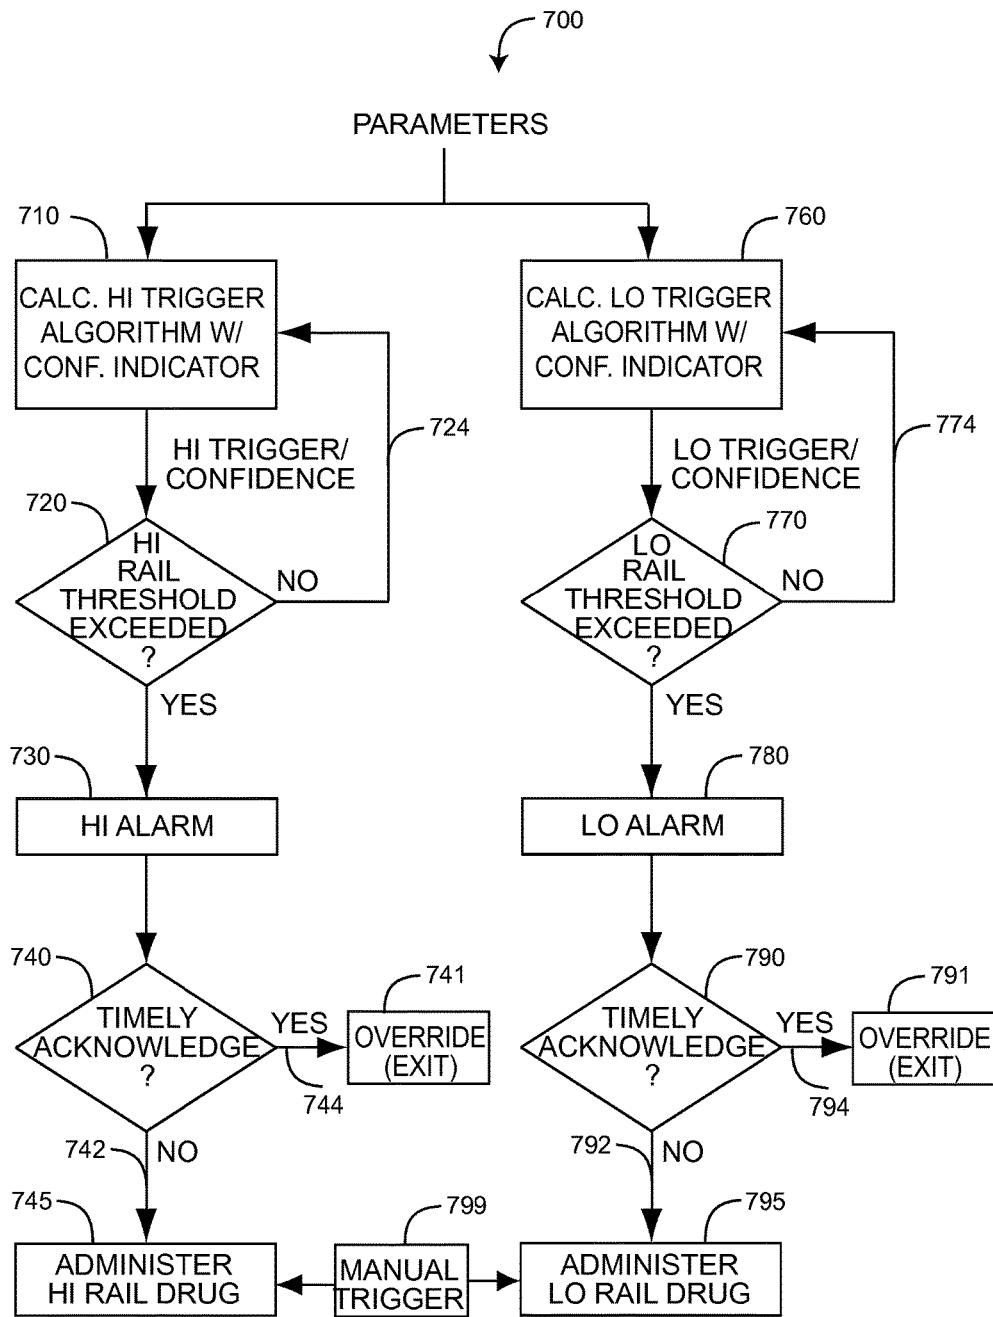 700
PARAMETERS
710
760
CALC. HI TRIGGER
ALGORITHM W/
CONF. INDICATOR
CALC. LO TRIGGER
ALGORITHM W/
CONF. INDICATOR
724
774
HI TRIGGER/
CONFIDENCE
LO TRIGGER/
CONFIDENCE
720
770
HI
RAIL
THRESHOLD
EXCEEDED
?
NO
LO
RAIL
THRESHOLD
EXCEEDED
?
NO
YES
YES
730
780
HI ALARM
LO ALARM
740
741
790
791
TIMELY
ACKNOWLEDGE
?
YES
OVERRIDE
(EXIT)
744
TIMELY
ACKNOWLEDGE
?
YES
OVERRIDE
(EXIT)
794
742
NO
792
NO
745
799
795
ADMINISTER
HI RAIL DRUG
MANUAL
TRIGGER
ADMINISTER
LO RAIL DRUG